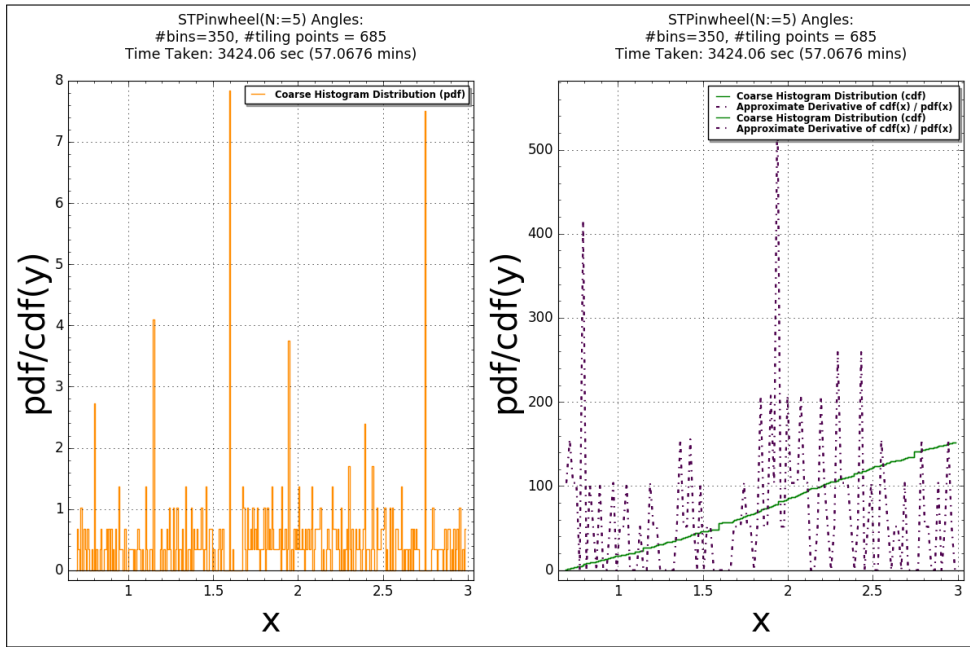 STPinwheel(N:=5) Angles:
#bins=350, #tiling points = 685
Time Taken: 3424.06 sec (57.0676 mins)
Coarse Histogram Distribution (pdf)
pdf/cdf(y)
8
7
6
5
4
3
2
1
0
1
1.5
2
2.5
3
x
STPinwheel(N:=5) Angles:
#bins=350, #tiling points = 685
Time Taken: 3424.06 sec (57.0676 mins)
Coarse Histogram Distribution (cdf)
Approximate Derivative of cdf(x) / pdf(x)
Coarse Histogram Distribution (cdf)
Approximate Derivative of cdf(x) / pdf(x)
pdf/cdf(y)
500
400
300
200
100
0
1
1.5
2
2.5
3
x